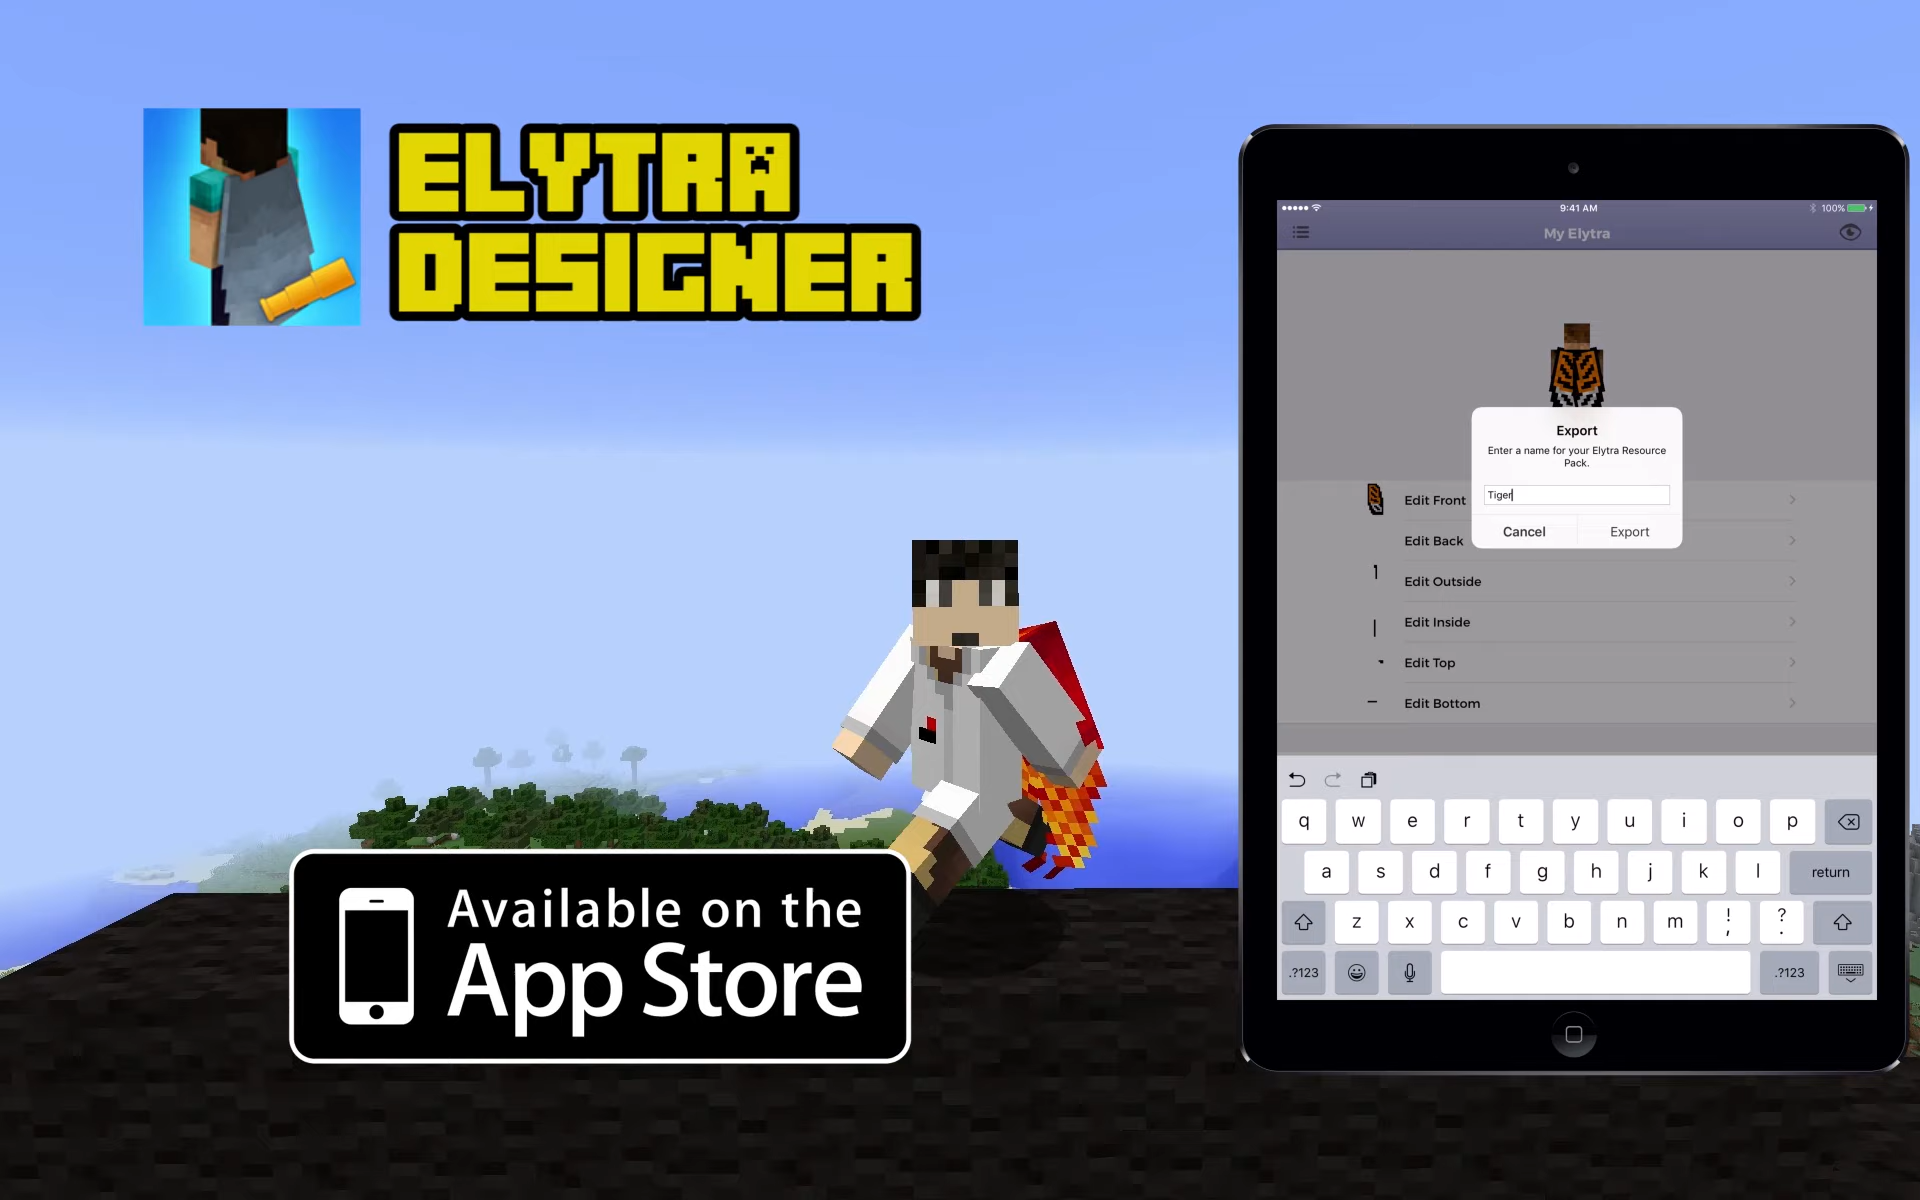 ELYTRA
DESIGNER
Available on the
App Store
9:41 AM
100%
My Elytra
Export
Enter a name for your Elytra Resource
Pack.
Tiger
Cancel
Export
Edit Front
Edit Back
Edit Outside
Edit Inside
Edit Top
Edit Bottom
q w e r t y u i o p
a s d f g h j k l return
z x c v b n m ! , ? .
.?123 .?123